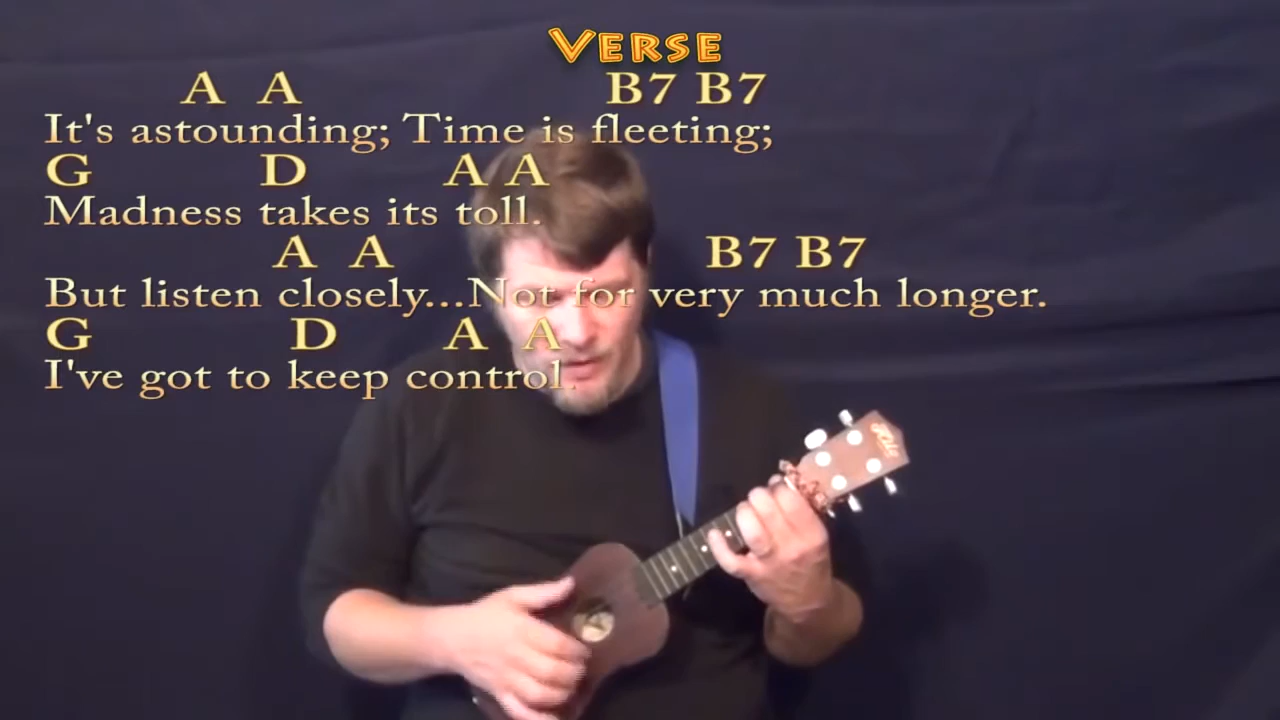 VERSE
A A B7 B7
It's astounding; Time is fleeting;
G D A A
Madness takes its toll.
A A B7 B7
But listen closely...Not for very much longer.
G D A A
I've got to keep control.